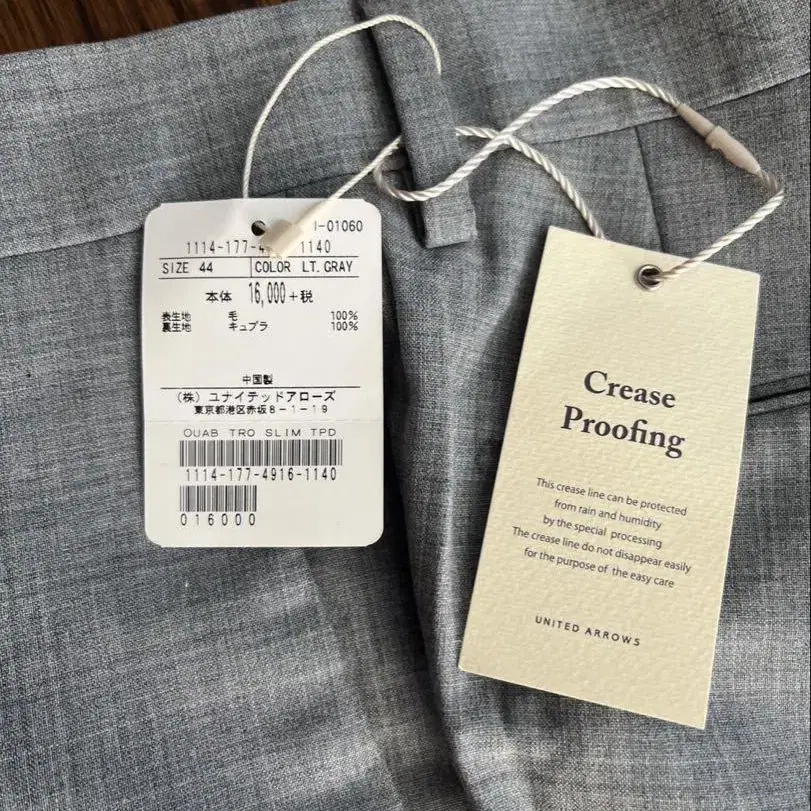 I-01060
1114-177-4 1140
SIZE 44 COLOR LT.GRAY
本体 16,000+税
表生地 毛 100%
裏生地 キュプラ 100%
中国製
(株) ユナイテッドアローズ
東京都港区赤坂8-1-19
OUAB TRO SLIM TPD
1114-177-4916-1140
016000
Crease
Proofing
This crease line can be protected
from rain and humidity
by the special processing
The crease line do not disappear easily
for the purpose of the easy care
UNITED ARROWS